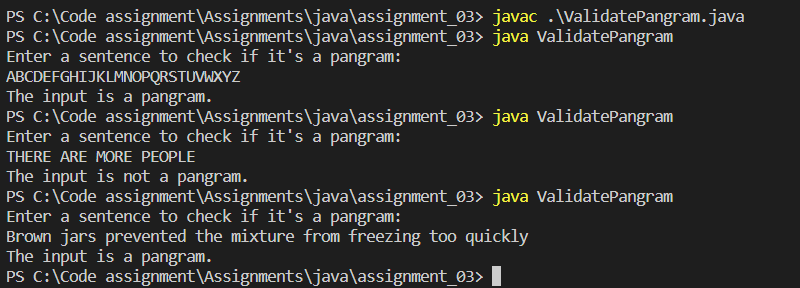 PS C:\Code assignment\Assignments\java\assignment_03> javac .\ValidatePangram.java
PS C:\Code assignment\Assignments\java\assignment_03> java ValidatePangram
Enter a sentence to check if it's a pangram:
ABCDEFGHIJKLMNOPQRSTUVWXYZ
The input is a pangram.
PS C:\Code assignment\Assignments\java\assignment_03> java ValidatePangram
Enter a sentence to check if it's a pangram:
THERE ARE MORE PEOPLE
The input is not a pangram.
PS C:\Code assignment\Assignments\java\assignment_03> java ValidatePangram
Enter a sentence to check if it's a pangram:
Brown jars prevented the mixture from freezing too quickly
The input is a pangram.
PS C:\Code assignment\Assignments\java\assignment_03>